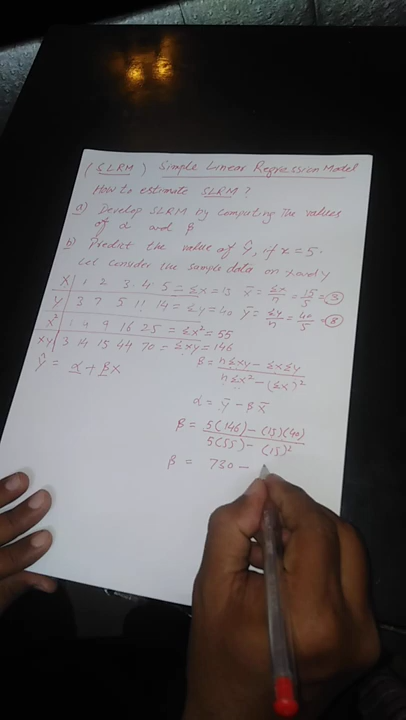 (SLRM) Simple Linear Regression Model
How to estimate SLRM?
a) Develop SLRM by computing the values
of α and β
b) Predict the value of Ŷ, if x = 5.
Let consider the sample data on x and y
X | 1 2 3 4 5 = Σx = 15 X̄ = Σx/n = 15/5 = 3
Y | 3 7 5 11 14 = Σy = 40 Ȳ = Σy/n = 40/5 = 8
X² | 1 4 9 16 25 = Σx² = 55
XY | 3 14 15 44 70 = Σxy = 146
Ŷ = α + βX
β = nΣxy - ΣxΣy / nΣx² - (Σx)²
α = Ȳ - βX̄
β = 5(146) - (15)(40) / 5(55) - (15)²
β = 730 -